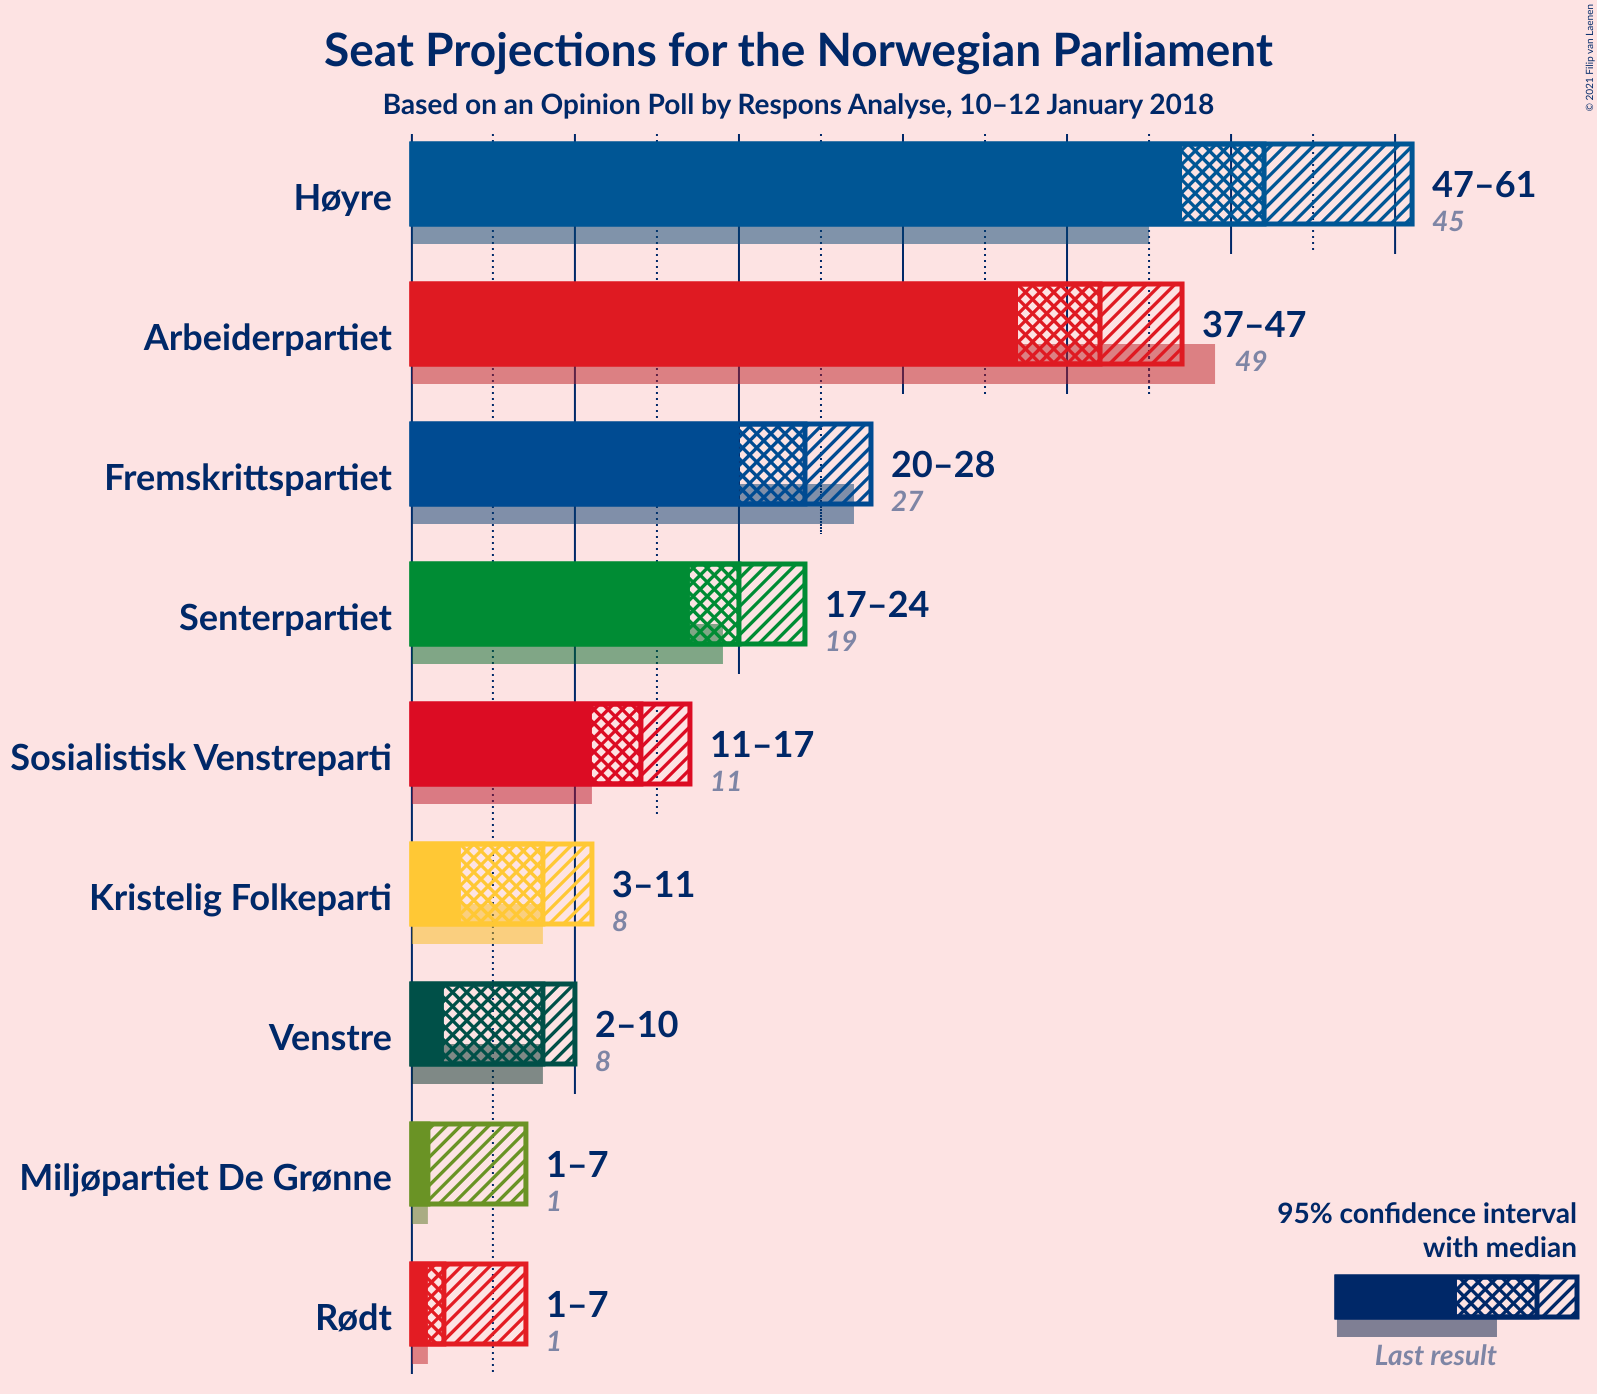 Seat Projections for the Norwegian Parliament
Based on an Opinion Poll by Respons Analyse, 10–12 January 2018
© 2021 Filip van Laenen
Høyre
47–61
45
Arbeiderpartiet
37–47
49
Fremskrittspartiet
20–28
27
Senterpartiet
17–24
19
Sosialistisk Venstreparti
11–17
11
Kristelig Folkeparti
3–11
8
Venstre
2–10
8
Miljøpartiet De Grønne
1–7
1
Rødt
1–7
1
95% confidence interval
with median
Last result